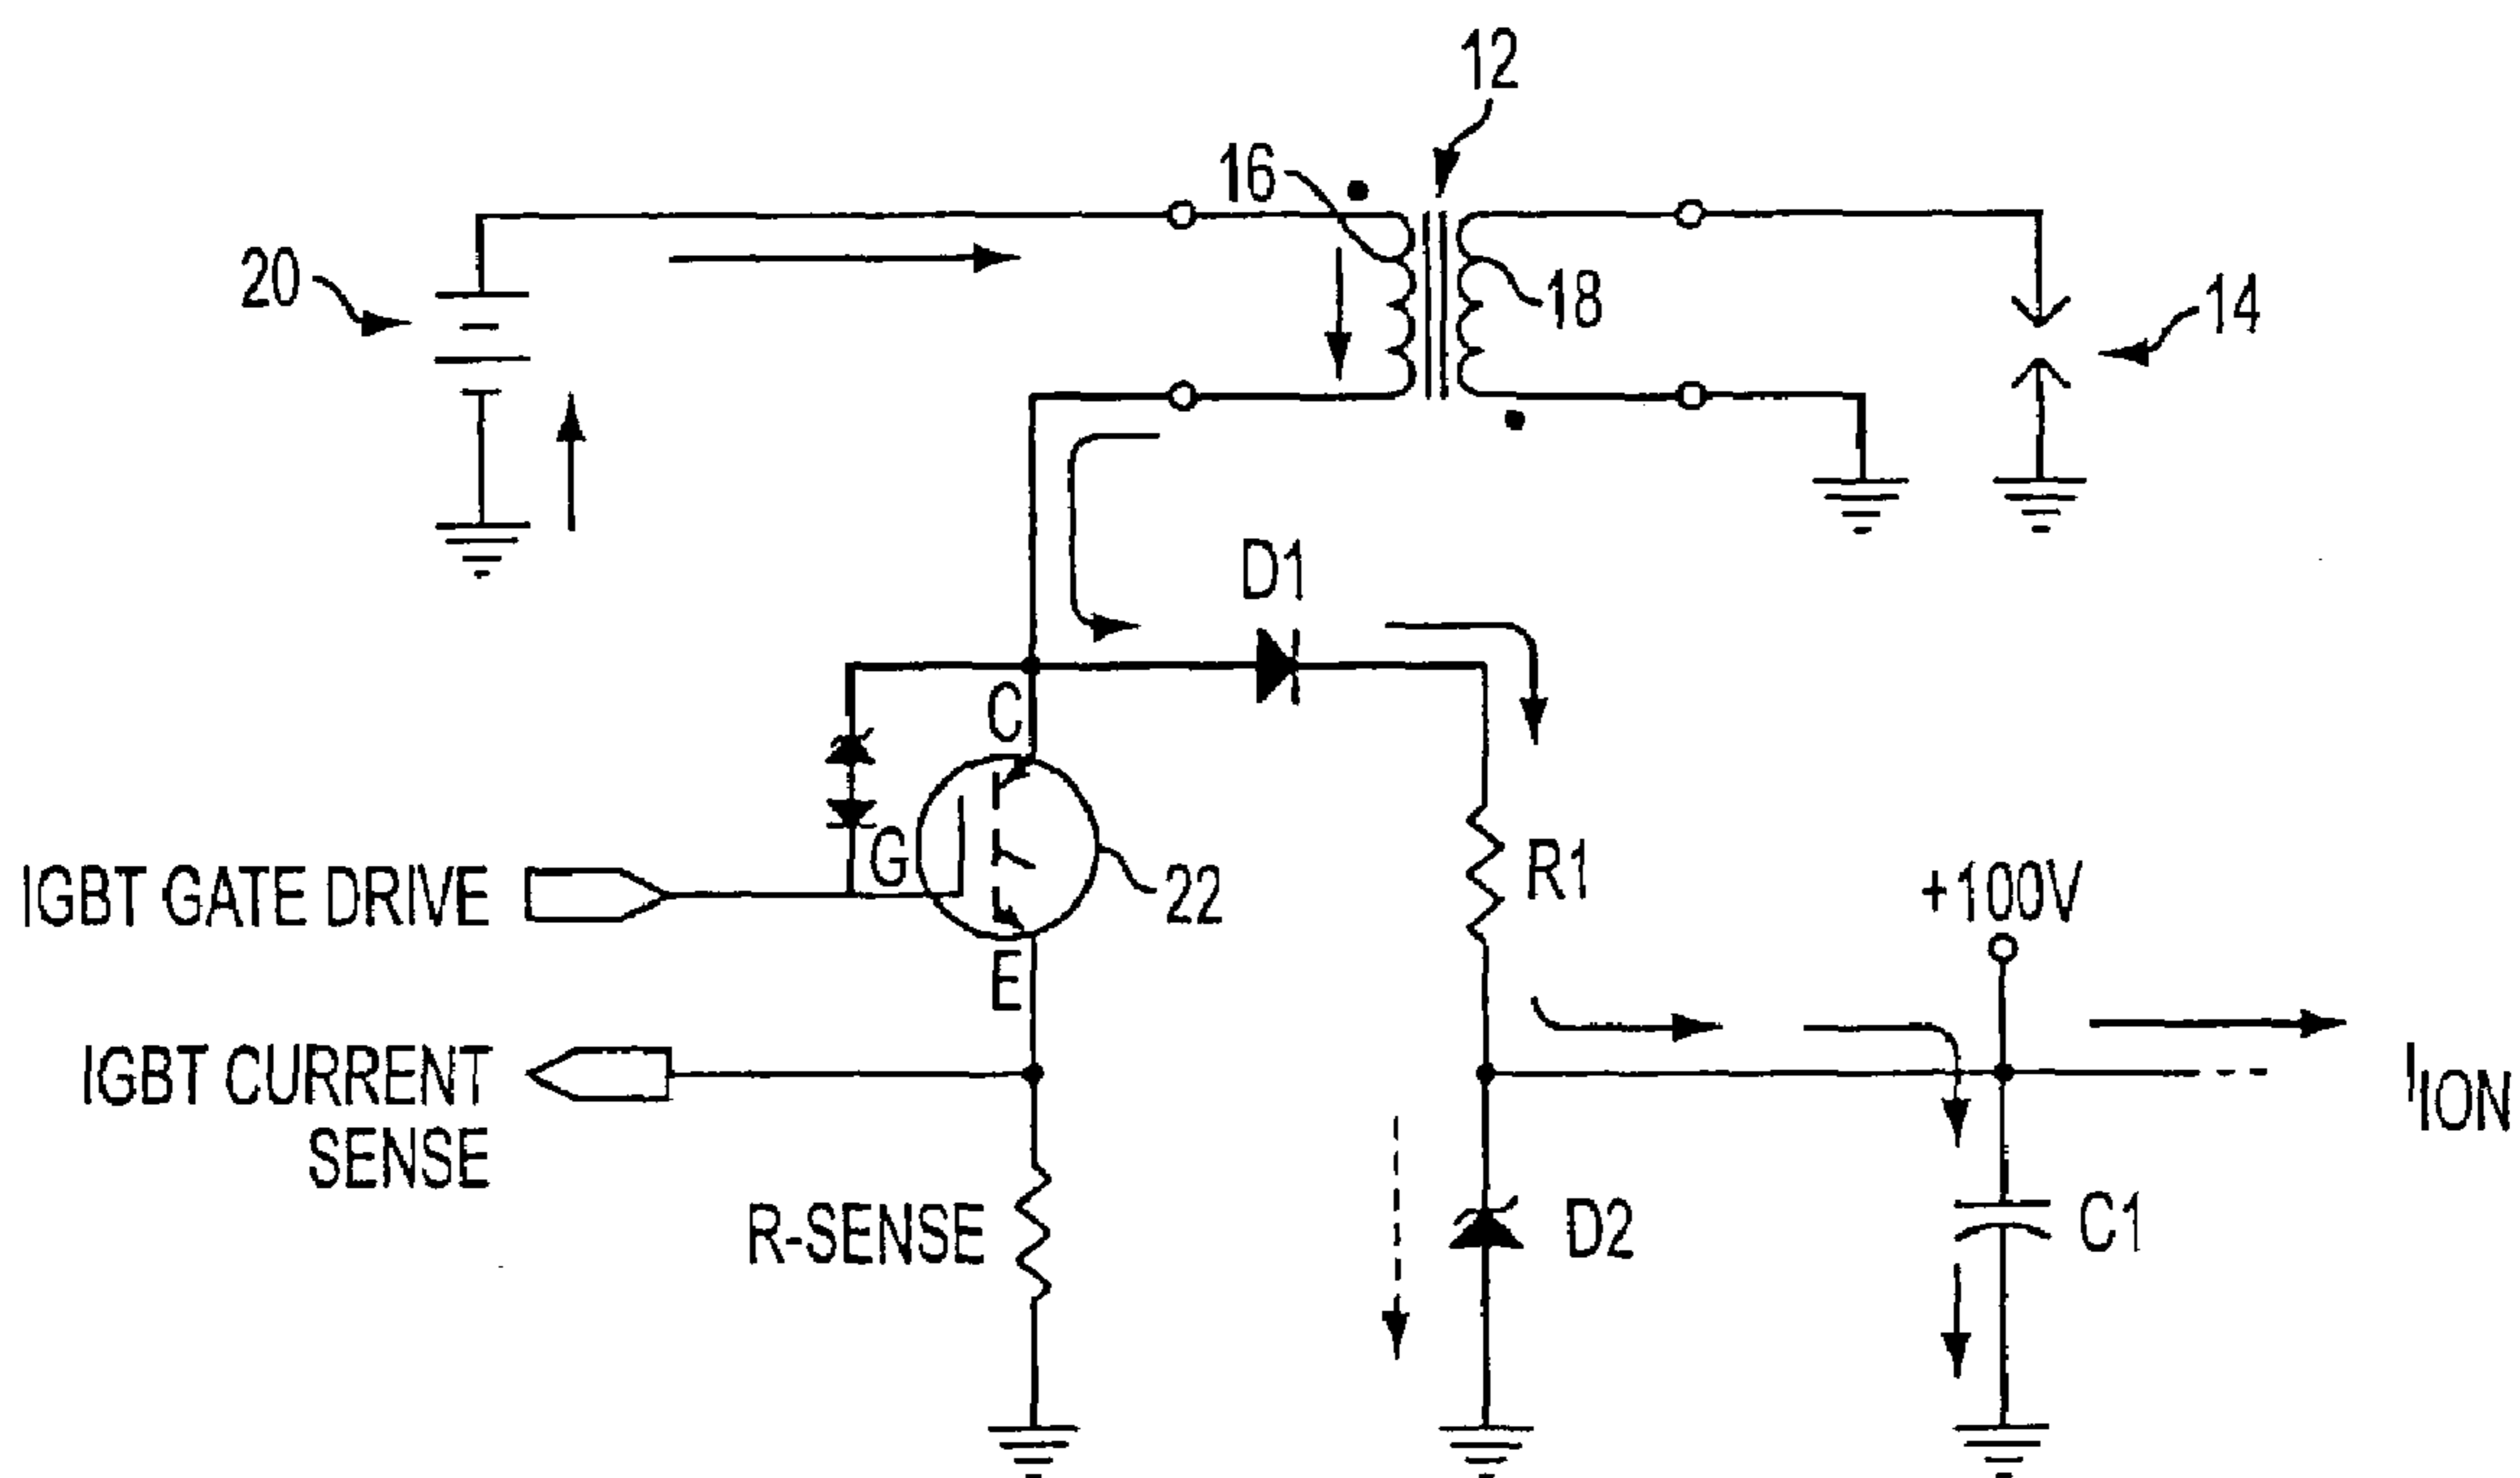 12
16
20
18
14
D1
C
G
22
R1
IGBT GATE DRIVE
+100V
E
IGBT CURRENT
SENSE
I ION
R-SENSE
D2
C1